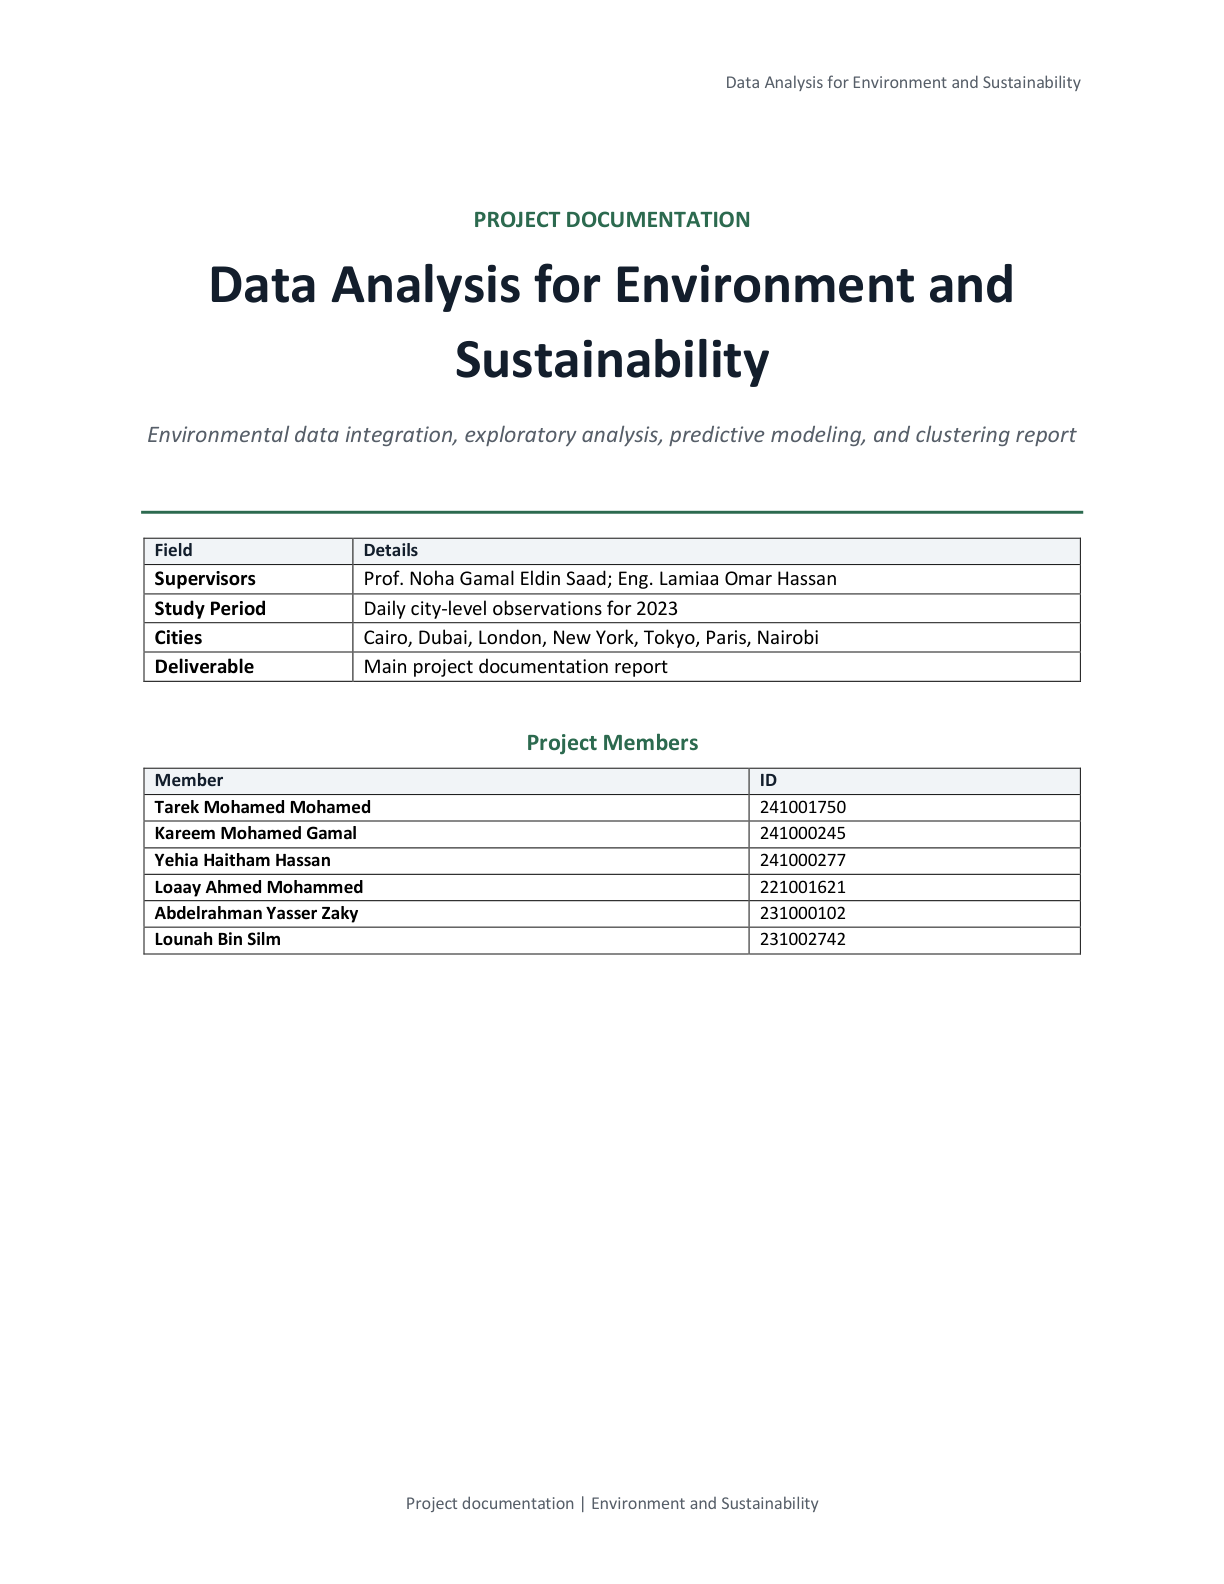 Data Analysis for Environment and Sustainability
PROJECT DOCUMENTATION
Data Analysis for Environment and
Sustainability
Environmental data integration, exploratory analysis, predictive modeling, and clustering report
Field Details
Supervisors Prof. Noha Gamal Eldin Saad; Eng. Lamiaa Omar Hassan
Study Period Daily city-level observations for 2023
Cities Cairo, Dubai, London, New York, Tokyo, Paris, Nairobi
Deliverable Main project documentation report
Project Members
Member ID
Tarek Mohamed Mohamed 241001750
Kareem Mohamed Gamal 241000245
Yehia Haitham Hassan 241000277
Loaay Ahmed Mohammed 221001621
Abdelrahman Yasser Zaky 231000102
Lounah Bin Silm 231002742
Project documentation | Environment and Sustainability